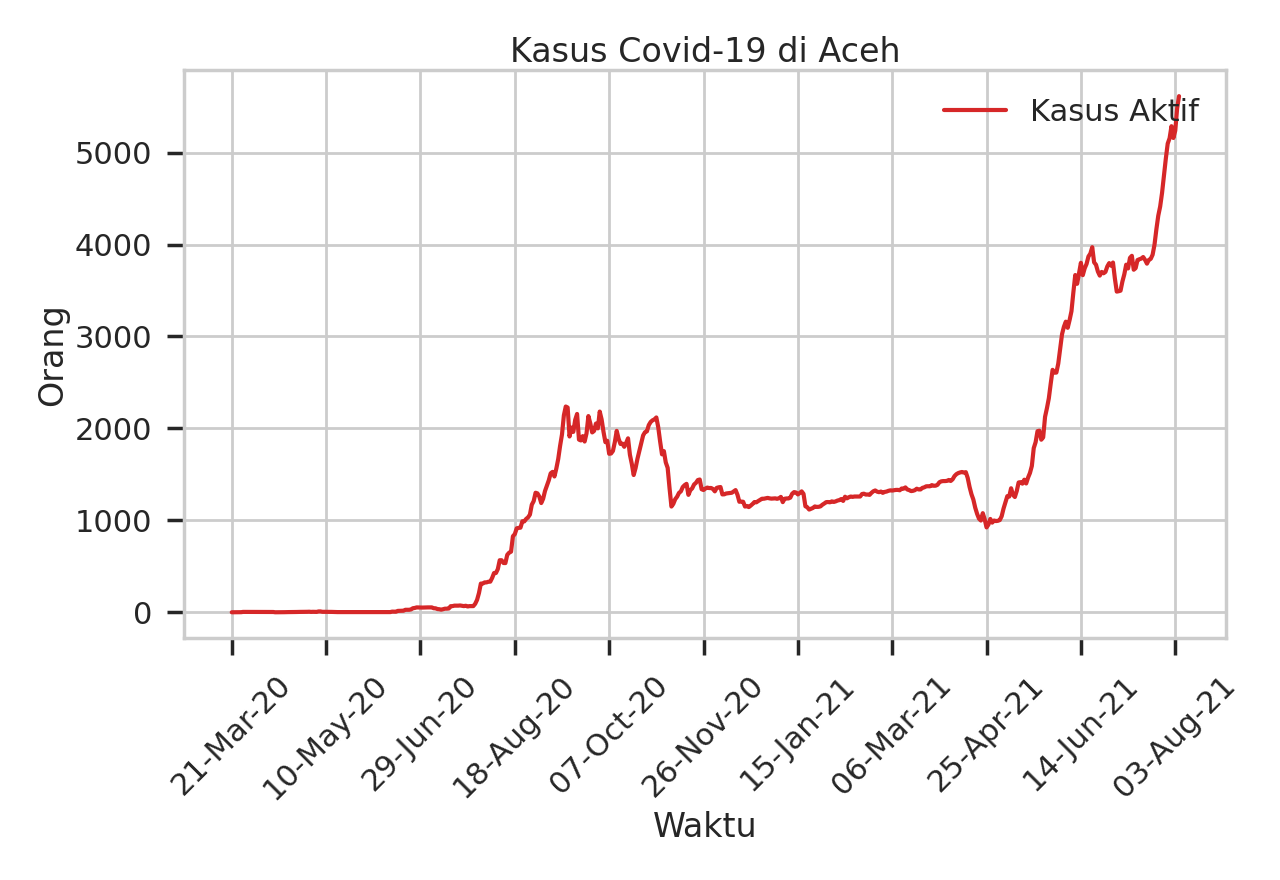 Kasus Covid-19 di Aceh
Kasus Aktif
Orang
5000
4000
3000
2000
1000
0
21-Mar-20
10-May-20
29-Jun-20
18-Aug-20
07-Oct-20
26-Nov-20
15-Jan-21
06-Mar-21
25-Apr-21
14-Jun-21
03-Aug-21
Waktu